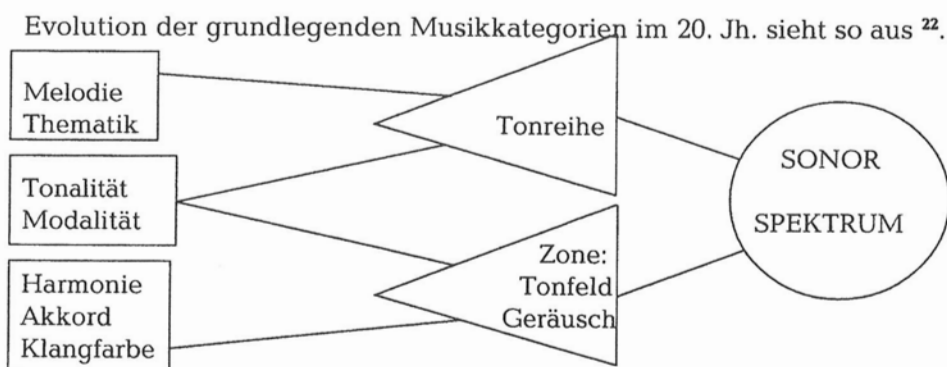 Evolution der grundlegenden Musikkategorien im 20. Jh. sieht so aus ²².
Melodie
Thematik
Tonalität
Modalität
Harmonie
Akkord
Klangfarbe
Tonreihe
Zone:
Tonfeld
Geräusch
SONOR
SPEKTRUM